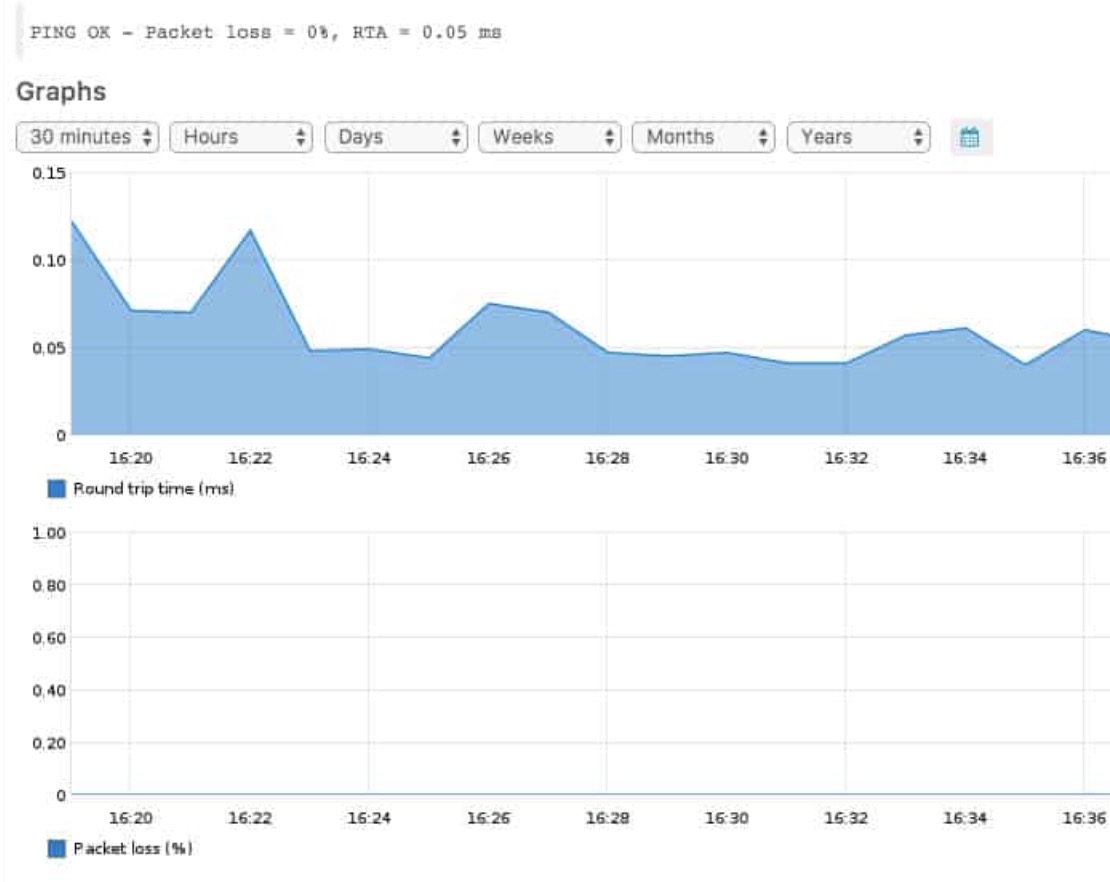 PING OK - Packet loss = 0%, RTA = 0.05 ms
Graphs
30 minutes Hours Days Weeks Months Years
0.15
0.10
0.05
0
16:20 16:22 16:24 16:26 16:28 16:30 16:32 16:34 16:36
Round trip time (ms)
1.00
0.80
0.60
0.40
0.20
0
16:20 16:22 16:24 16:26 16:28 16:30 16:32 16:34 16:36
Packet loss (%)